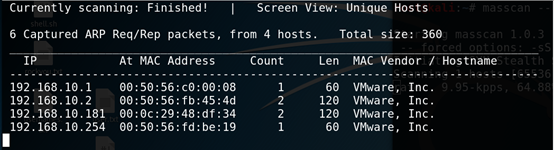 Currently scanning: Finished!   |   Screen View: Unique Hosts
6 Captured ARP Req/Rep packets, from 4 hosts.   Total size: 360
IP            At MAC Address     Count     Len  MAC Vendor / Hostname
192.168.10.1    00:50:56:c0:00:08      1      60  VMware, Inc.
192.168.10.2    00:50:56:fb:45:4d      2     120  VMware, Inc.
192.168.10.181  00:0c:29:48:df:34      2     120  VMware, Inc.
192.168.10.254  00:50:56:fd:be:19      1      60  VMware, Inc.